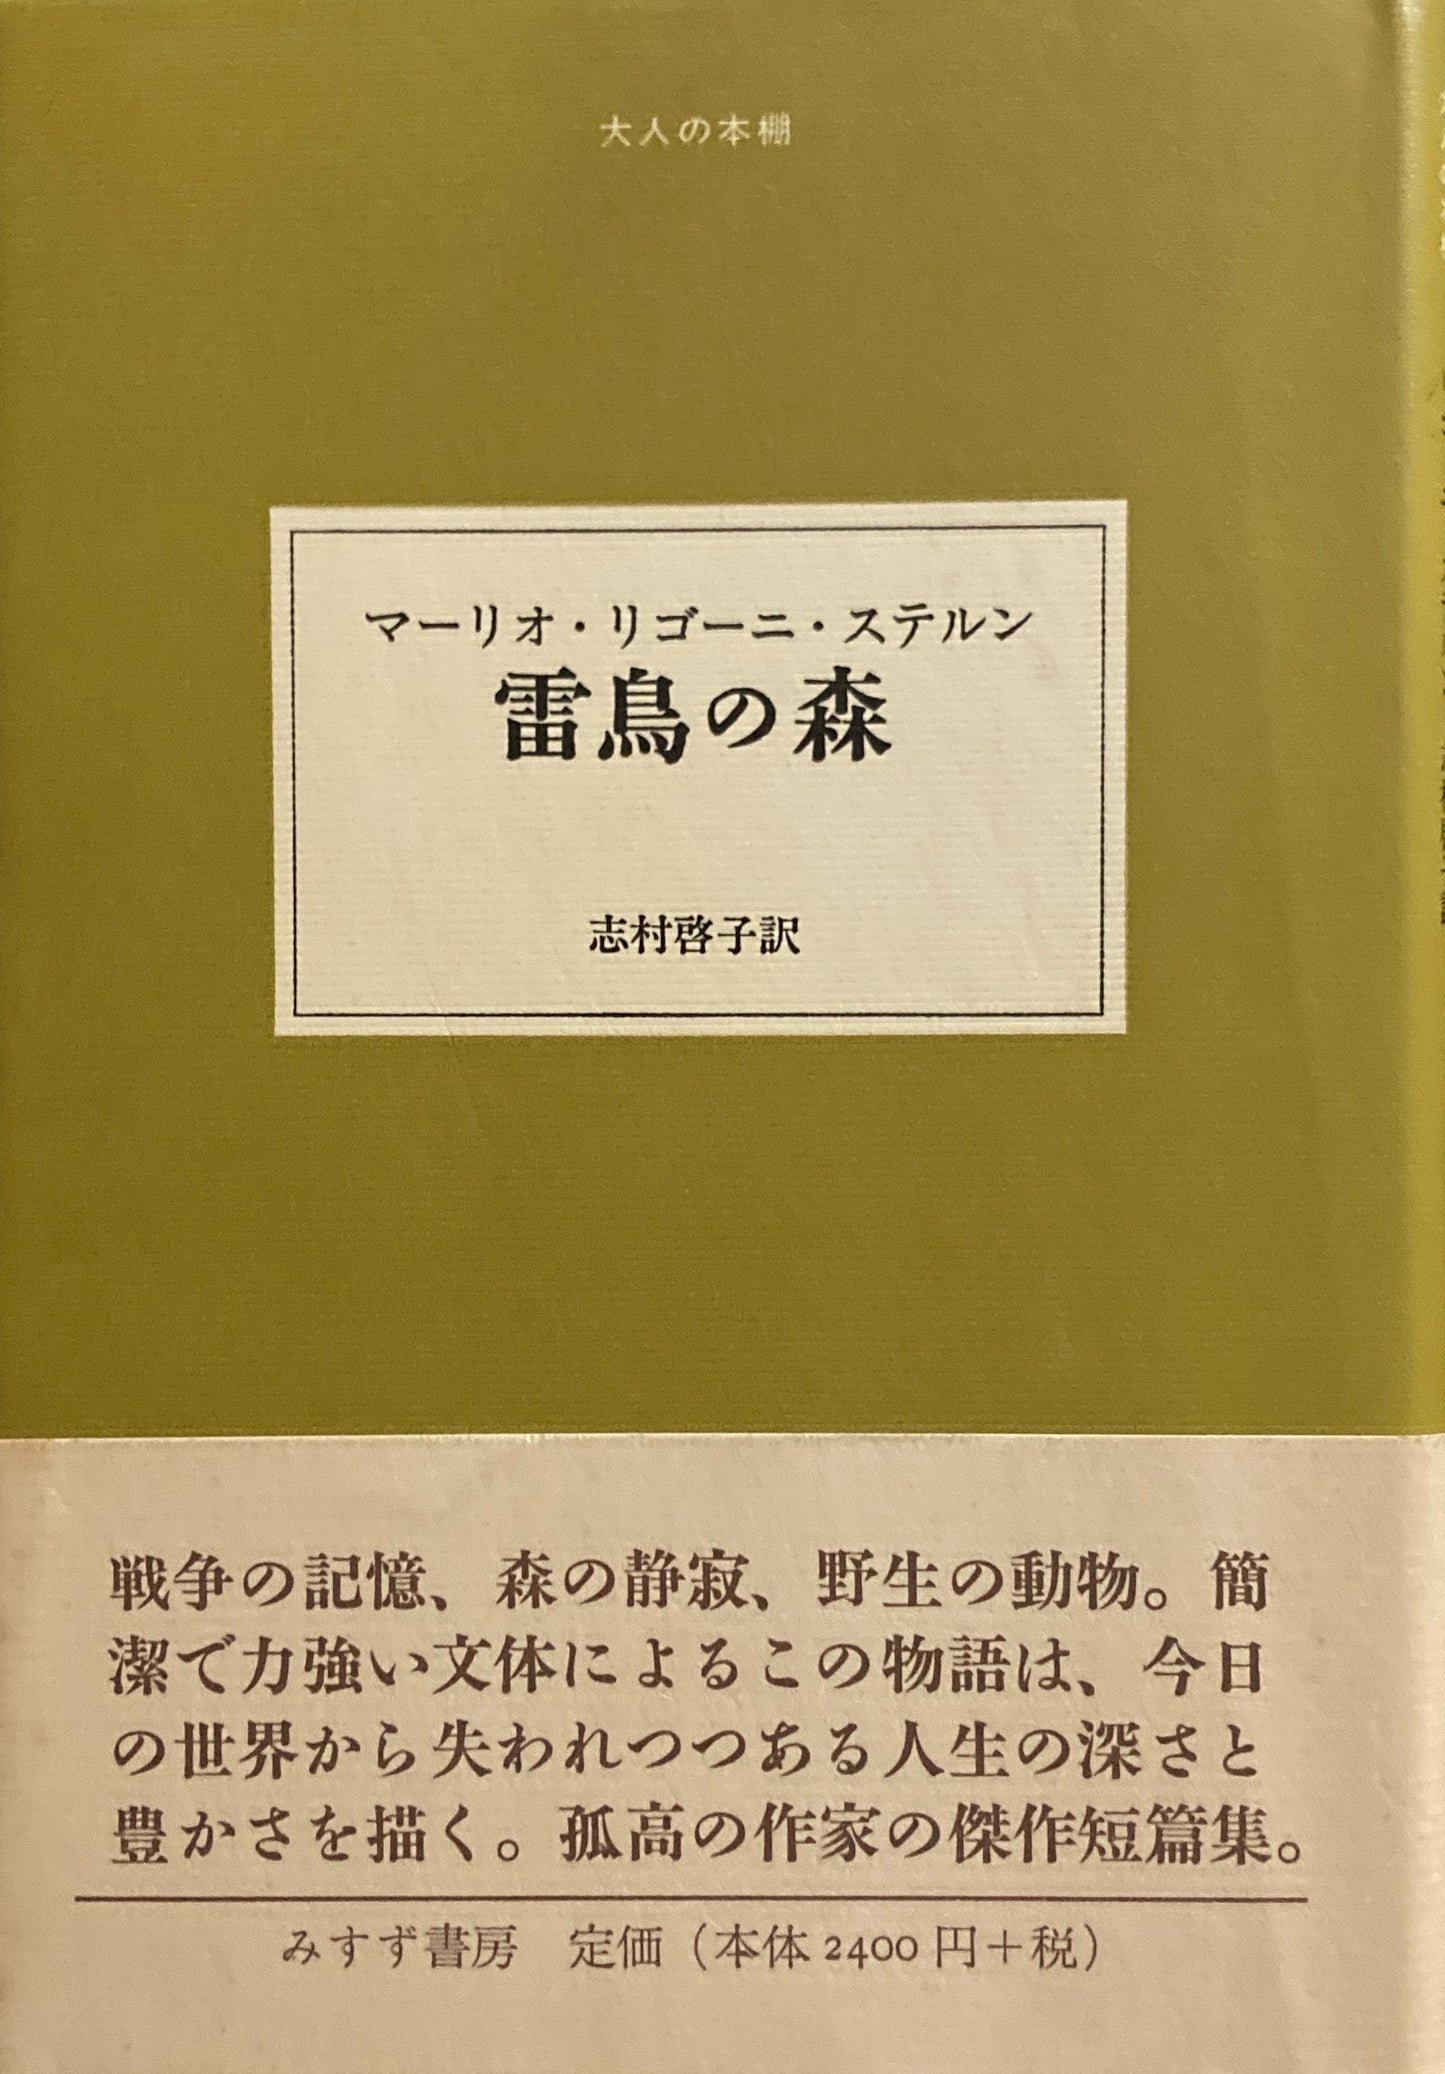 大人の本棚
マーリオ・リゴーニ・ステルン
雷鳥の森
志村啓子訳
戦争の記憶、森の静寂、野生の動物。簡
潔で力強い文体によるこの物語は、今日
の世界から失われつつある人生の深さと
豊かさを描く。孤高の作家の傑作短篇集。
みすず書房　定価（本体 2400 円＋税）